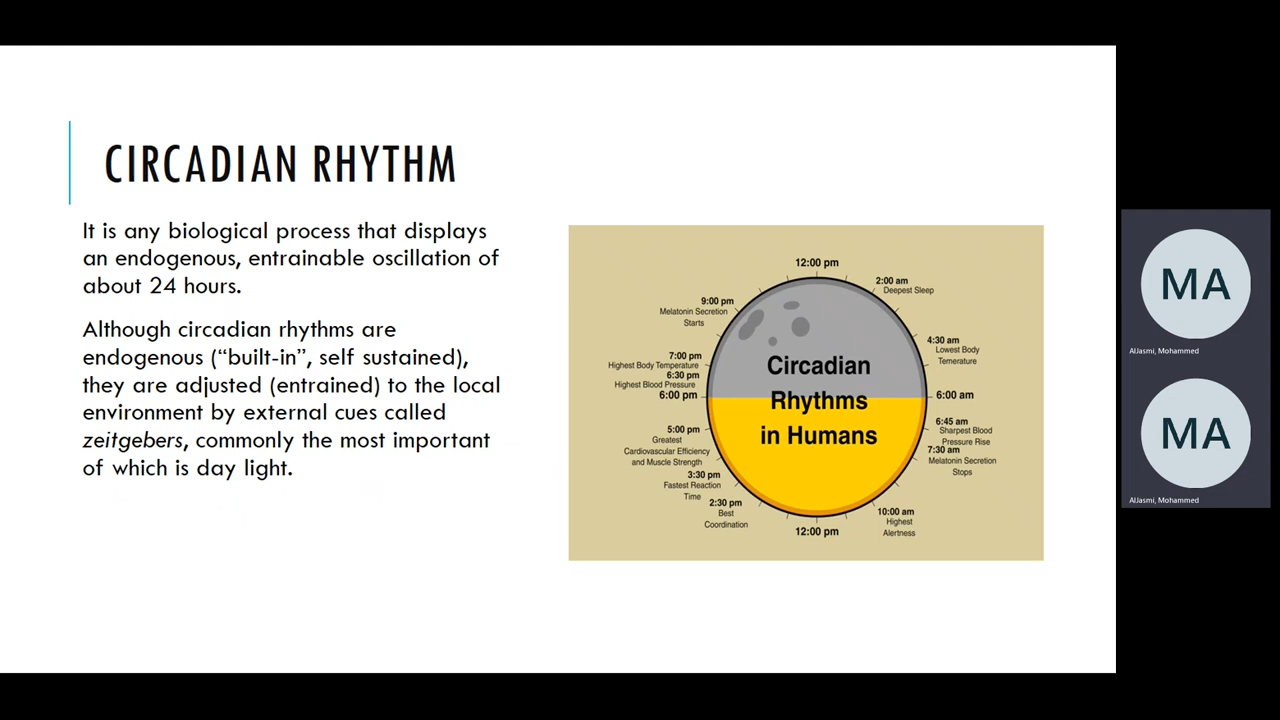 CIRCADIAN RHYTHM
It is any biological process that displays
an endogenous, entrainable oscillation of
about 24 hours.
Although circadian rhythms are
endogenous (“built-in”, self sustained),
they are adjusted (entrained) to the local
environment by external cues called
zeitgebers, commonly the most important
of which is day light.
12:00 pm
2:00 am
Deepest Sleep
4:30 am
Lowest Body
Temerature
6:00 am
6:45 am
Sharpest Blood
Pressure Rise
7:30 am
Melatonin Secretion
Stops
10:00 am
Highest
Alertness
12:00 pm
2:30 pm
Best
Coordination
3:30 pm
Fastest Reaction
Time
5:00 pm
Greatest
Cardiovascular Efficiency
and Muscle Strength
6:00 pm
6:30 pm
Highest Blood Pressure
7:00 pm
Highest Body Temperature
9:00 pm
Melatonin Secretion
Starts
Circadian
Rhythms
in Humans
MA
AlJasmi, Mohammed
MA
AlJasmi, Mohammed